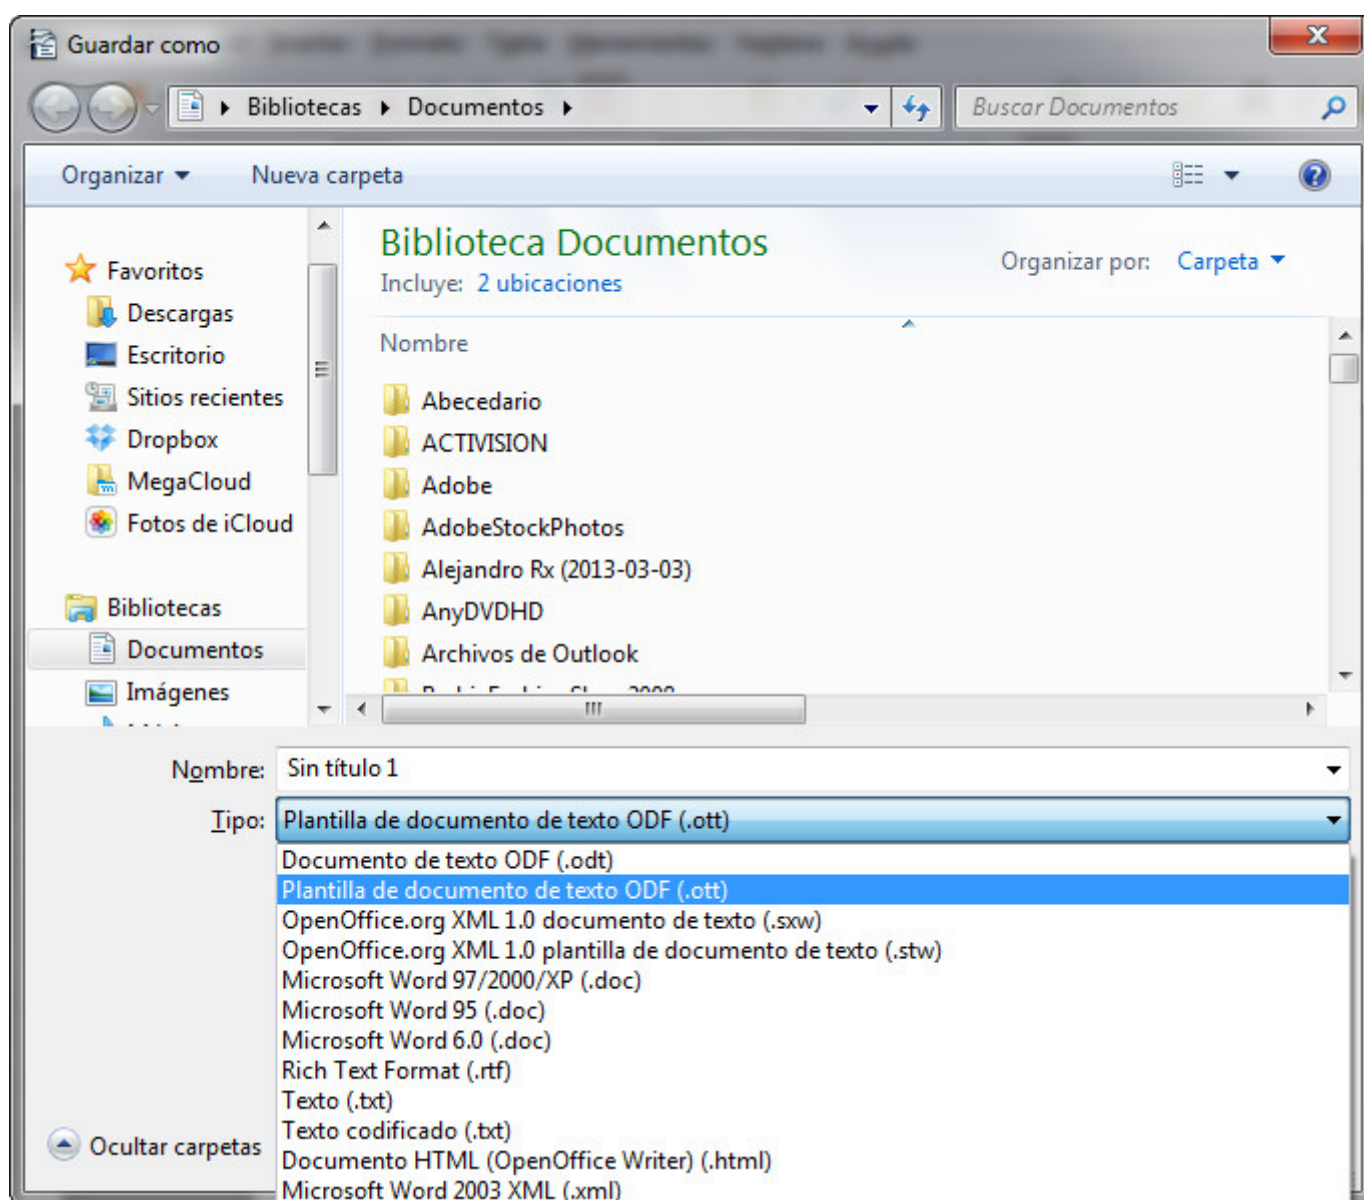 Guardar como
Bibliotecas Documentos
Buscar Documentos
Organizar
Nueva carpeta
Favoritos
Descargas
Escritorio
Sitios recientes
Dropbox
MegaCloud
Fotos de iCloud
Bibliotecas
Documentos
Imágenes
Biblioteca Documentos
Incluye: 2 ubicaciones
Organizar por: Carpeta
Nombre
Abecedario
ACTIVISION
Adobe
AdobeStockPhotos
Alejandro Rx (2013-03-03)
AnyDVDHD
Archivos de Outlook
Nombre: Sin título 1
Tipo: Plantilla de documento de texto ODF (.ott)
Documento de texto ODF (.odt)
Plantilla de documento de texto ODF (.ott)
OpenOffice.org XML 1.0 documento de texto (.sxw)
OpenOffice.org XML 1.0 plantilla de documento de texto (.stw)
Microsoft Word 97/2000/XP (.doc)
Microsoft Word 95 (.doc)
Microsoft Word 6.0 (.doc)
Rich Text Format (.rtf)
Texto (.txt)
Texto codificado (.txt)
Documento HTML (OpenOffice Writer) (.html)
Microsoft Word 2003 XML (.xml)
Ocultar carpetas